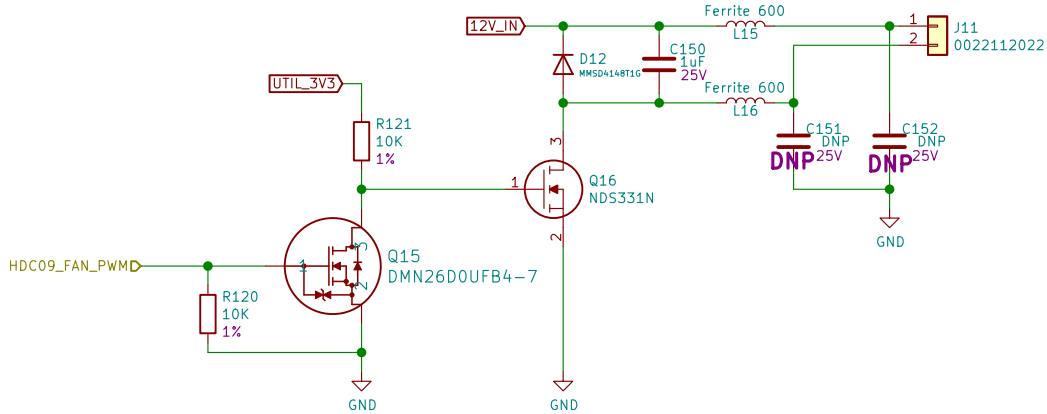 12V_IN
Ferrite 600
L15
1
2
J11
0022112022
D12
MMSD4148T1G
C150
1uF
25V
UTIL_3V3
Ferrite 600
L16
R121
10K
1%
C151
DNP
25V
DNP
C152
DNP
25V
DNP
3
1
Q16
NDS331N
2
GND
HDC09_FAN_PWM
1
3
2
Q15
DMN26D0UFB4-7
R120
10K
1%
GND
GND